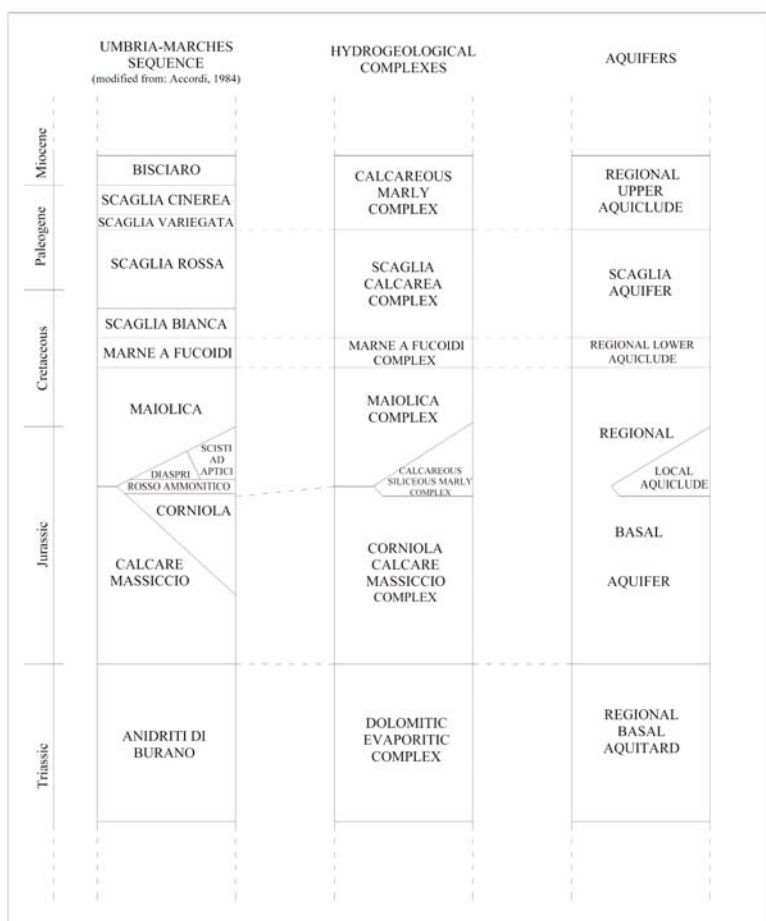 UMBRIA-MARCHES
SEQUENCE
(modified from: Accordi, 1984)
HYDROGEOLOGICAL
COMPLEXES
AQUIFERS
Miocene
Paleogene
Cretaceous
Jurassic
Triassic
BISCIARO
SCAGLIA CINEREA
SCAGLIA VARIEGATA
SCAGLIA ROSSA
SCAGLIA BIANCA
MARNE A FUCOIDI
MAIOLICA
SCISTI
AD
APTICI
DIASPRI
ROSSO AMMONITICO
CORNIOLA
CALCARE
MASSICCIO
ANIDRITI DI
BURANO
CALCAREOUS
MARLY
COMPLEX
SCAGLIA
CALCAREA
COMPLEX
MARNE A FUCOIDI
COMPLEX
MAIOLICA
COMPLEX
CALCAREOUS
SILICEOUS MARLY
COMPLEX
CORNIOLA
CALCARE
MASSICCIO
COMPLEX
DOLOMITIC
EVAPORITIC
COMPLEX
REGIONAL
UPPER
AQUICLUDE
SCAGLIA
AQUIFER
REGIONAL LOWER
AQUICLUDE
REGIONAL
LOCAL
AQUICLUDE
BASAL
AQUIFER
REGIONAL
BASAL
AQUITARD